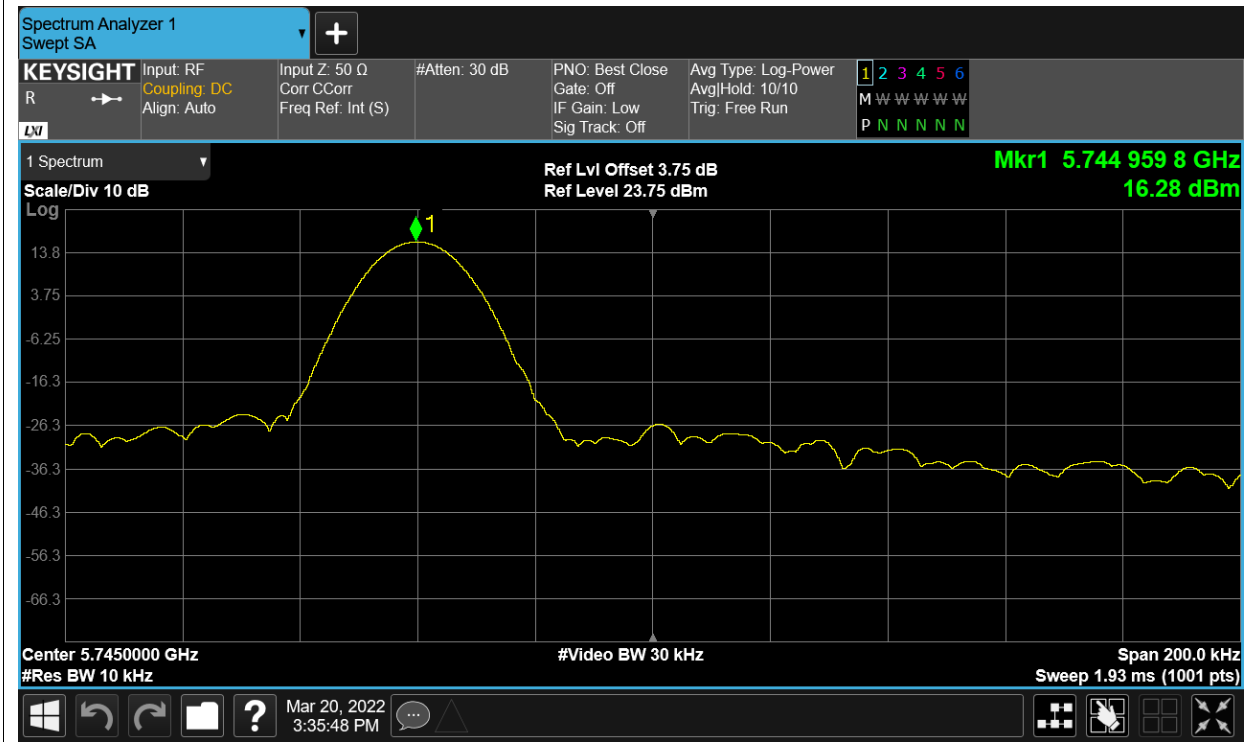 Spectrum Analyzer 1
Swept SA
KEYSIGHT
R
LXI
Input: RF
Coupling: DC
Align: Auto
Input Z: 50 Ω
Corr CCorr
Freq Ref: Int (S)
#Atten: 30 dB
PNO: Best Close
Gate: Off
IF Gain: Low
Sig Track: Off
Avg Type: Log-Power
Avg|Hold: 10/10
Trig: Free Run
1 2 3 4 5 6
M W W W W W
P N N N N N
1 Spectrum
Scale/Div 10 dB
Log
Ref Lvl Offset 3.75 dB
Ref Level 23.75 dBm
Mkr1 5.744 959 8 GHz
16.28 dBm
1
13.8
3.75
-6.25
-16.3
-26.3
-36.3
-46.3
-56.3
-66.3
Center 5.7450000 GHz
#Res BW 10 kHz
#Video BW 30 kHz
Span 200.0 kHz
Sweep 1.93 ms (1001 pts)
?
Mar 20, 2022
3:35:48 PM